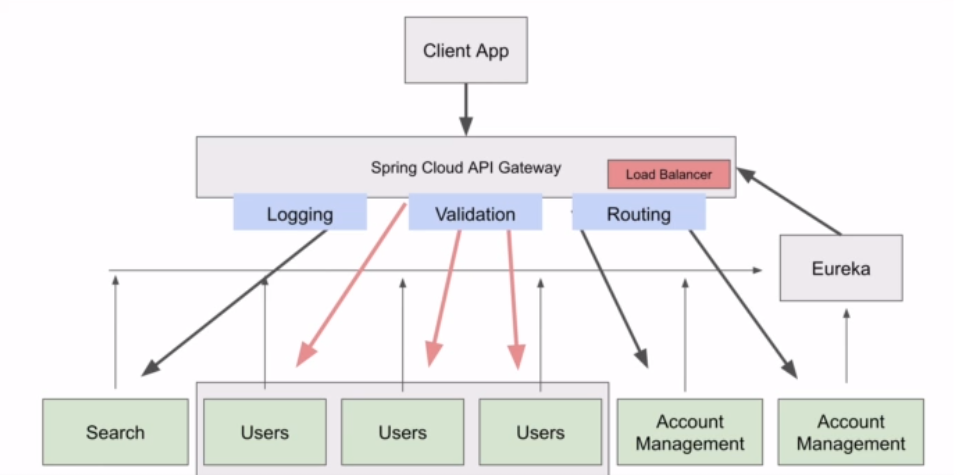 Client App
Spring Cloud API Gateway
Load Balancer
Logging
Validation
Routing
Eureka
Search
Users
Users
Users
Account
Management
Account
Management